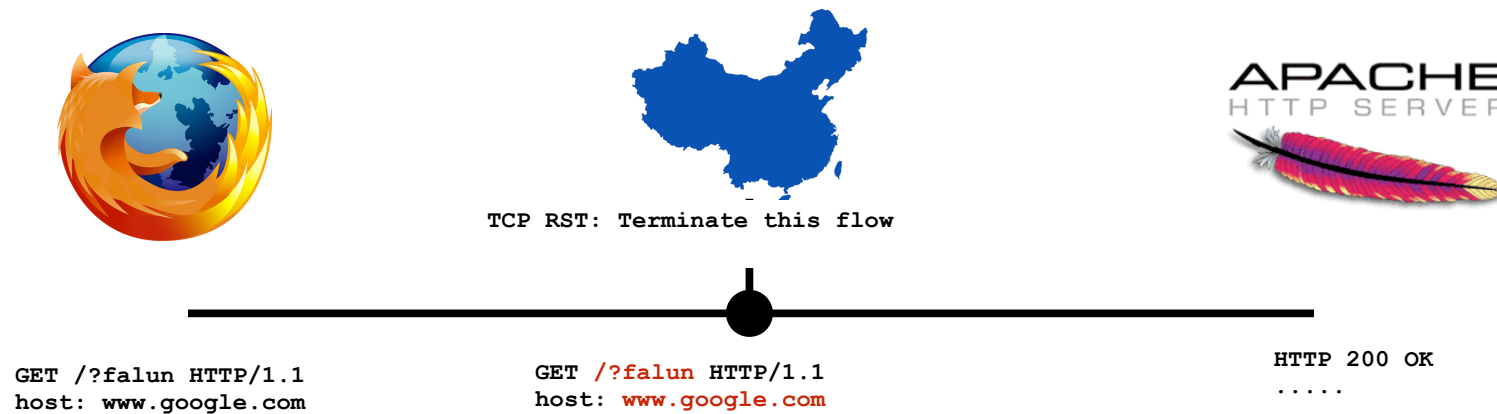 APACHE
HTTP SERVER
TCP RST: Terminate this flow
GET /?falun HTTP/1.1
host: www.google.com
GET /?falun HTTP/1.1
host: www.google.com
HTTP 200 OK
.....